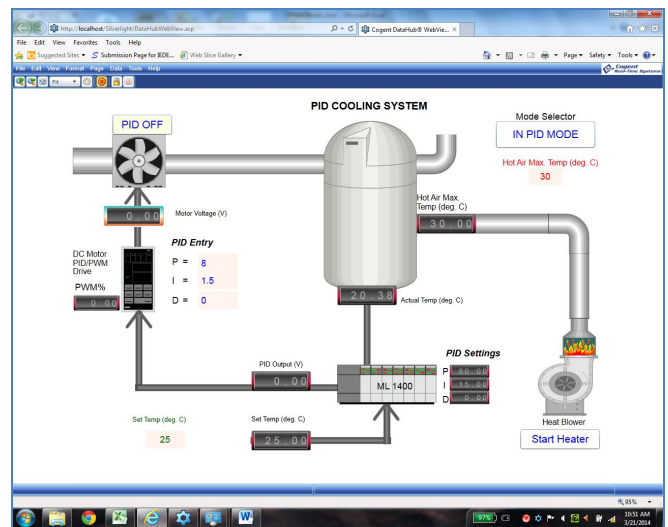 http://localhost/Silverlight/DataHubWebView.asp
Cogent DataHub® WebVie...
File Edit View Favorites Tools Help
Suggested Sites
Submission Page for IEDE...
Web Slice Gallery
Page Safety Tools
File Edit View Format Page Data Tools Help
Cogent
Real-Time Systems
Fit
PID COOLING SYSTEM
PID OFF
Mode Selector
IN PID MODE
Hot Air Max. Temp (deg. C)
30
Hot Air Max.
Temp (deg. C)
30.00
0.00
Motor Voltage (V)
DC Motor
PID/PWM
Drive
PWM%
0.00
PID Entry
P = 8
I = 1.5
D = 0
20.38
Actual Temp (deg. C)
PID Output (V)
0.00
ML 1400
PID Settings
P 80.00
I 15.00
D 0.00
Set Temp (deg. C)
25
Set Temp (deg. C)
25.00
Heat Blower
Start Heater
95%
97%
10:51 AM
3/21/2014